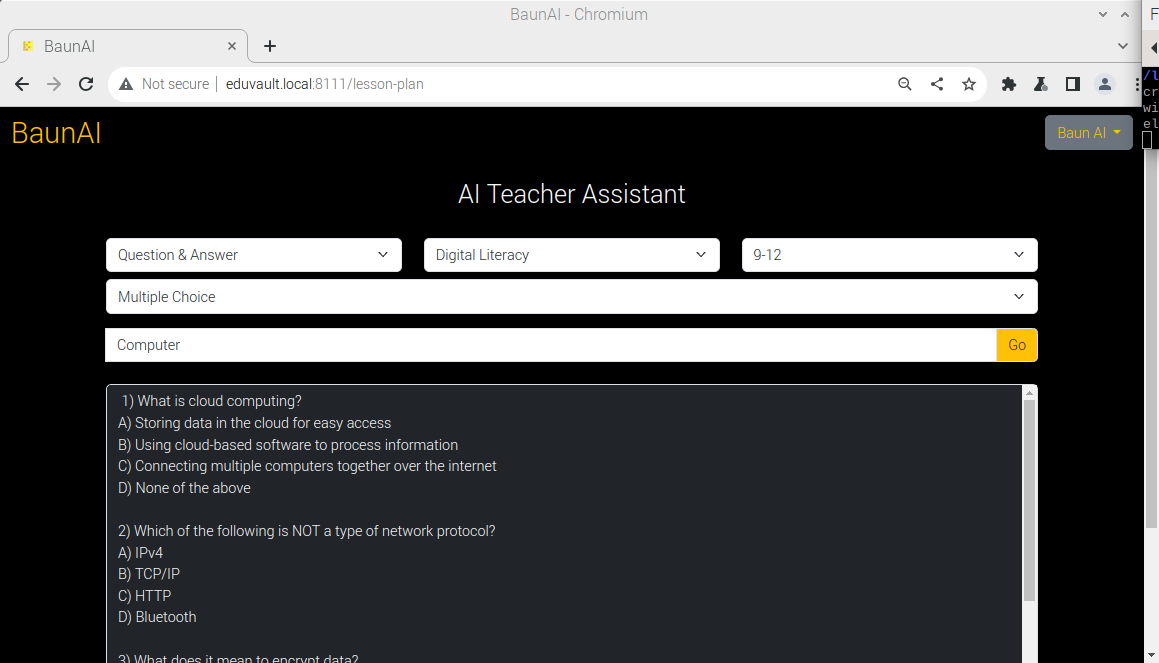 BaunAI - Chromium
BaunAI
Not secure
eduvault.local:8111/lesson-plan
BaunAI
Baun AI
AI Teacher Assistant
Question & Answer
Digital Literacy
9-12
Multiple Choice
Computer
Go
1) What is cloud computing?
A) Storing data in the cloud for easy access
B) Using cloud-based software to process information
C) Connecting multiple computers together over the internet
D) None of the above
2) Which of the following is NOT a type of network protocol?
A) IPv4
B) TCP/IP
C) HTTP
D) Bluetooth
3) What does it mean to encrypt data?
F
/l
cr
wi
el